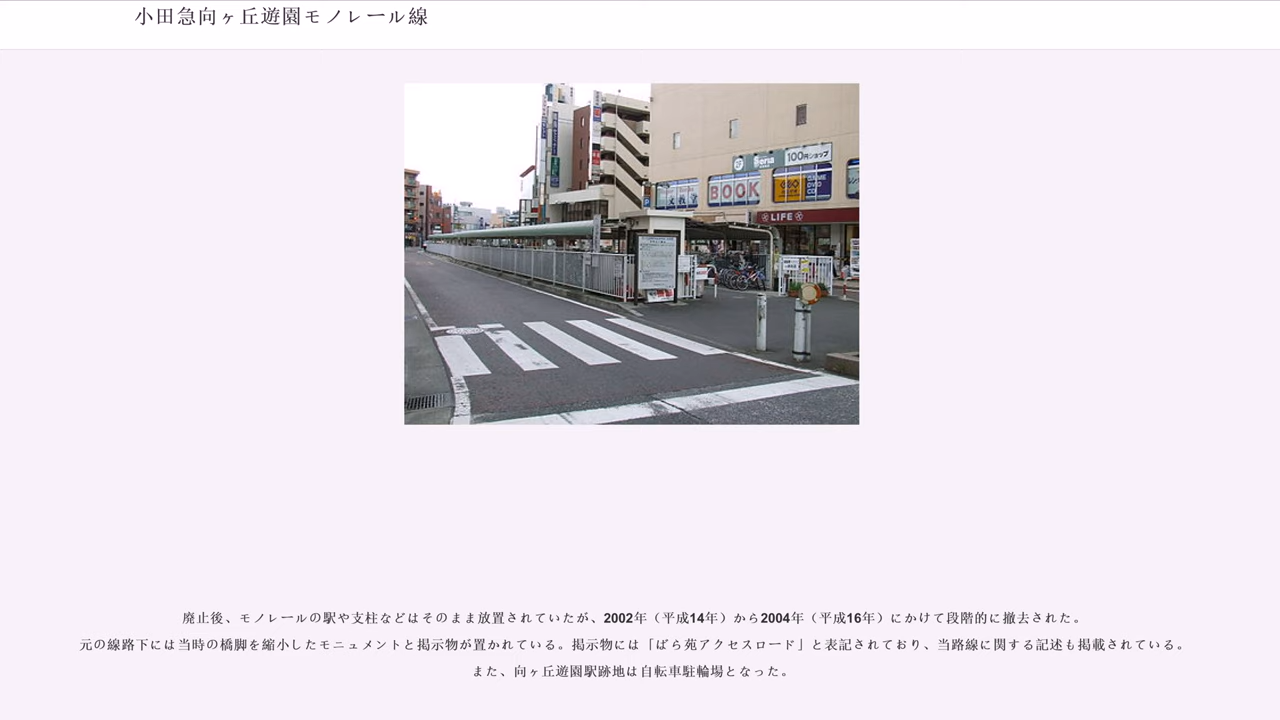 小田急向ヶ丘遊園モノレール線
100円ショップ
BOOK
GAME
DVD
CD
LIFE
廃止後、モノレールの駅や支柱などはそのまま放置されていたが、2002年（平成14年）から2004年（平成16年）にかけて段階的に撤去された。
元の線路下には当時の橋脚を縮小したモニュメントと掲示物が置かれている。掲示物には「ばら苑アクセスロード」と表記されており、当路線に関する記述も掲載されている。
また、向ヶ丘遊園駅跡地は自転車駐輪場となった。